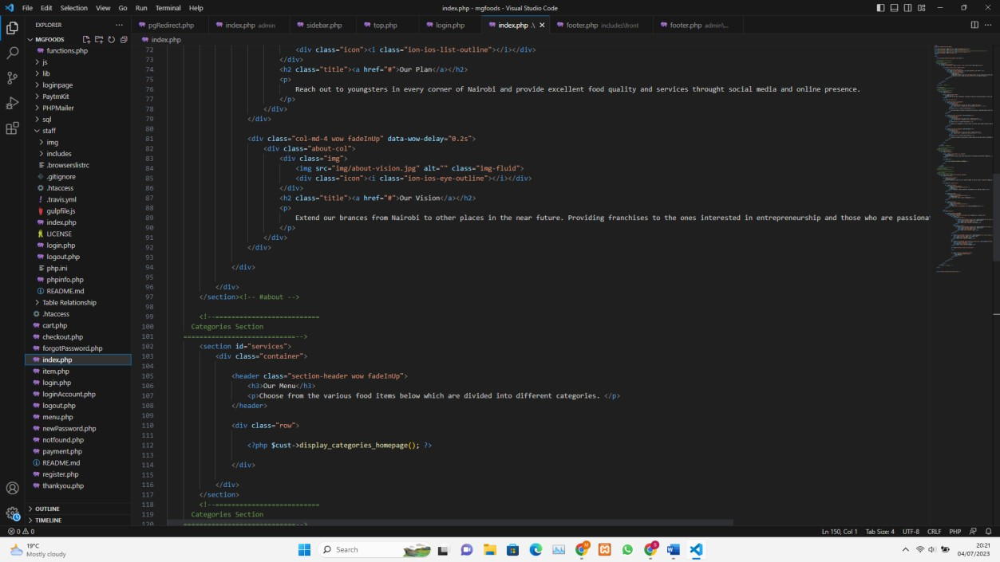 File Edit Selection View Go Run Terminal Help
index.php - mgfoods - Visual Studio Code
EXPLORER
pgRedirect.php
index.php admin
sidebar.php
top.php
login.php
index.php .\
footer.php includes\front
footer.php admin\...
MGFOODS
functions.php
js
lib
loginpage
PaytmKit
PHPMailer
sql
staff
img
includes
.browserslistrc
.gitignore
.htaccess
.travis.yml
gulpfile.js
index.php
LICENSE
login.php
logout.php
php.ini
phpinfo.php
README.md
Table Relationship
.htaccess
cart.php
checkout.php
forgotPassword.php
index.php
item.php
login.php
loginAccount.php
logout.php
menu.php
newPassword.php
notfound.php
payment.php
README.md
register.php
thankyou.php
OUTLINE
TIMELINE
index.php
72 <div class="icon"><i class="ion-ios-list-outline"></i></div>
73 </div>
74 <h2 class="title"><a href="#">Our Plan</a></h2>
75 <p>
76 Reach out to youngsters in every corner of Nairobi and provide excellent food quality and services throught social media and online presence.
77 </p>
78 </div>
79 </div>
80
81 <div class="col-md-4 wow fadeInUp" data-wow-delay="0.2s">
82 <div class="about-col">
83 <div class="img">
84 <img src="img/about-vision.jpg" alt="" class="img-fluid">
85 <div class="icon"><i class="ion-ios-eye-outline"></i></div>
86 </div>
87 <h2 class="title"><a href="#">Our Vision</a></h2>
88 <p>
89 Extend our brances from Nairobi to other places in the near future. Providing franchises to the ones interested in entrepreneurship and those who are passionat
90 </p>
91 </div>
92 </div>
93
94 </div>
95
96 </div>
97 </section><!-- #about -->
98
99 <!--==========================
100 Categories Section
101 ============================-->
102 <section id="services">
103 <div class="container">
104
105 <header class="section-header wow fadeInUp">
106 <h3>Our Menu</h3>
107 <p>Choose from the various food items below which are divided into different categories. </p>
108 </header>
109
110 <div class="row">
111
112 <?php $cust->display_categories_homepage(); ?>
113
114 </div>
115
116 </div>
117 </section>
118 <!--==========================
119 Categories Section
120 ============================-->
0 0
Ln 150, Col 1 Tab Size: 4 UTF-8 CRLF PHP
19°C
Mostly cloudy
Search
20:21
04/07/2023